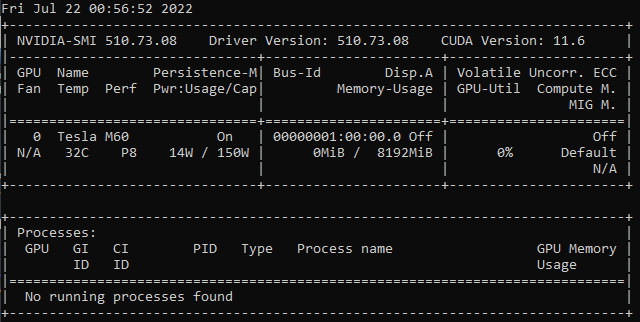 Fri Jul 22 00:56:52 2022
+-----------------------------------------------------------------------------+
| NVIDIA-SMI 510.73.08    Driver Version: 510.73.08    CUDA Version: 11.6     |
|-------------------------------+----------------------+----------------------+
| GPU  Name        Persistence-M| Bus-Id        Disp.A | Volatile Uncorr. ECC |
| Fan  Temp  Perf  Pwr:Usage/Cap|         Memory-Usage | GPU-Util  Compute M. |
|                               |                      |               MIG M. |
|===============================+======================+======================|
|   0  Tesla M60           On   | 00000001:00:00.0 Off |                  Off |
| N/A   32C    P8    14W / 150W |      0MiB /  8192MiB |      0%      Default |
|                               |                      |                  N/A |
+-------------------------------+----------------------+----------------------+

+-----------------------------------------------------------------------------+
| Processes:                                                                  |
|  GPU   GI   CI        PID   Type   Process name                  GPU Memory |
|        ID   ID                                                   Usage      |
|=============================================================================|
|  No running processes found                                                 |
+-----------------------------------------------------------------------------+